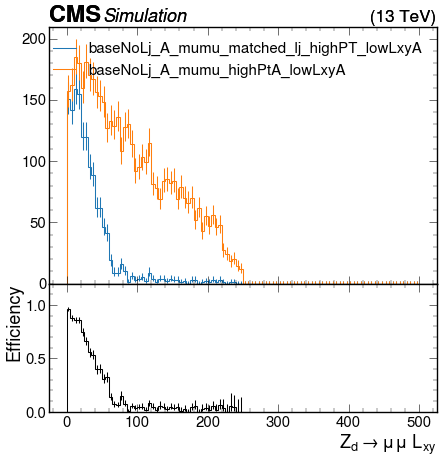 CMS Simulation (13 TeV)
200
baseNoLj_A_mumu_matched_lj_highPT_lowLxyA
baseNoLj_A_mumu_highPtA_lowLxyA
150
100
50
0
Efficiency
1.0
0.5
0.0
0 100 200 300 400 500
Z_d → μ μ L_xy